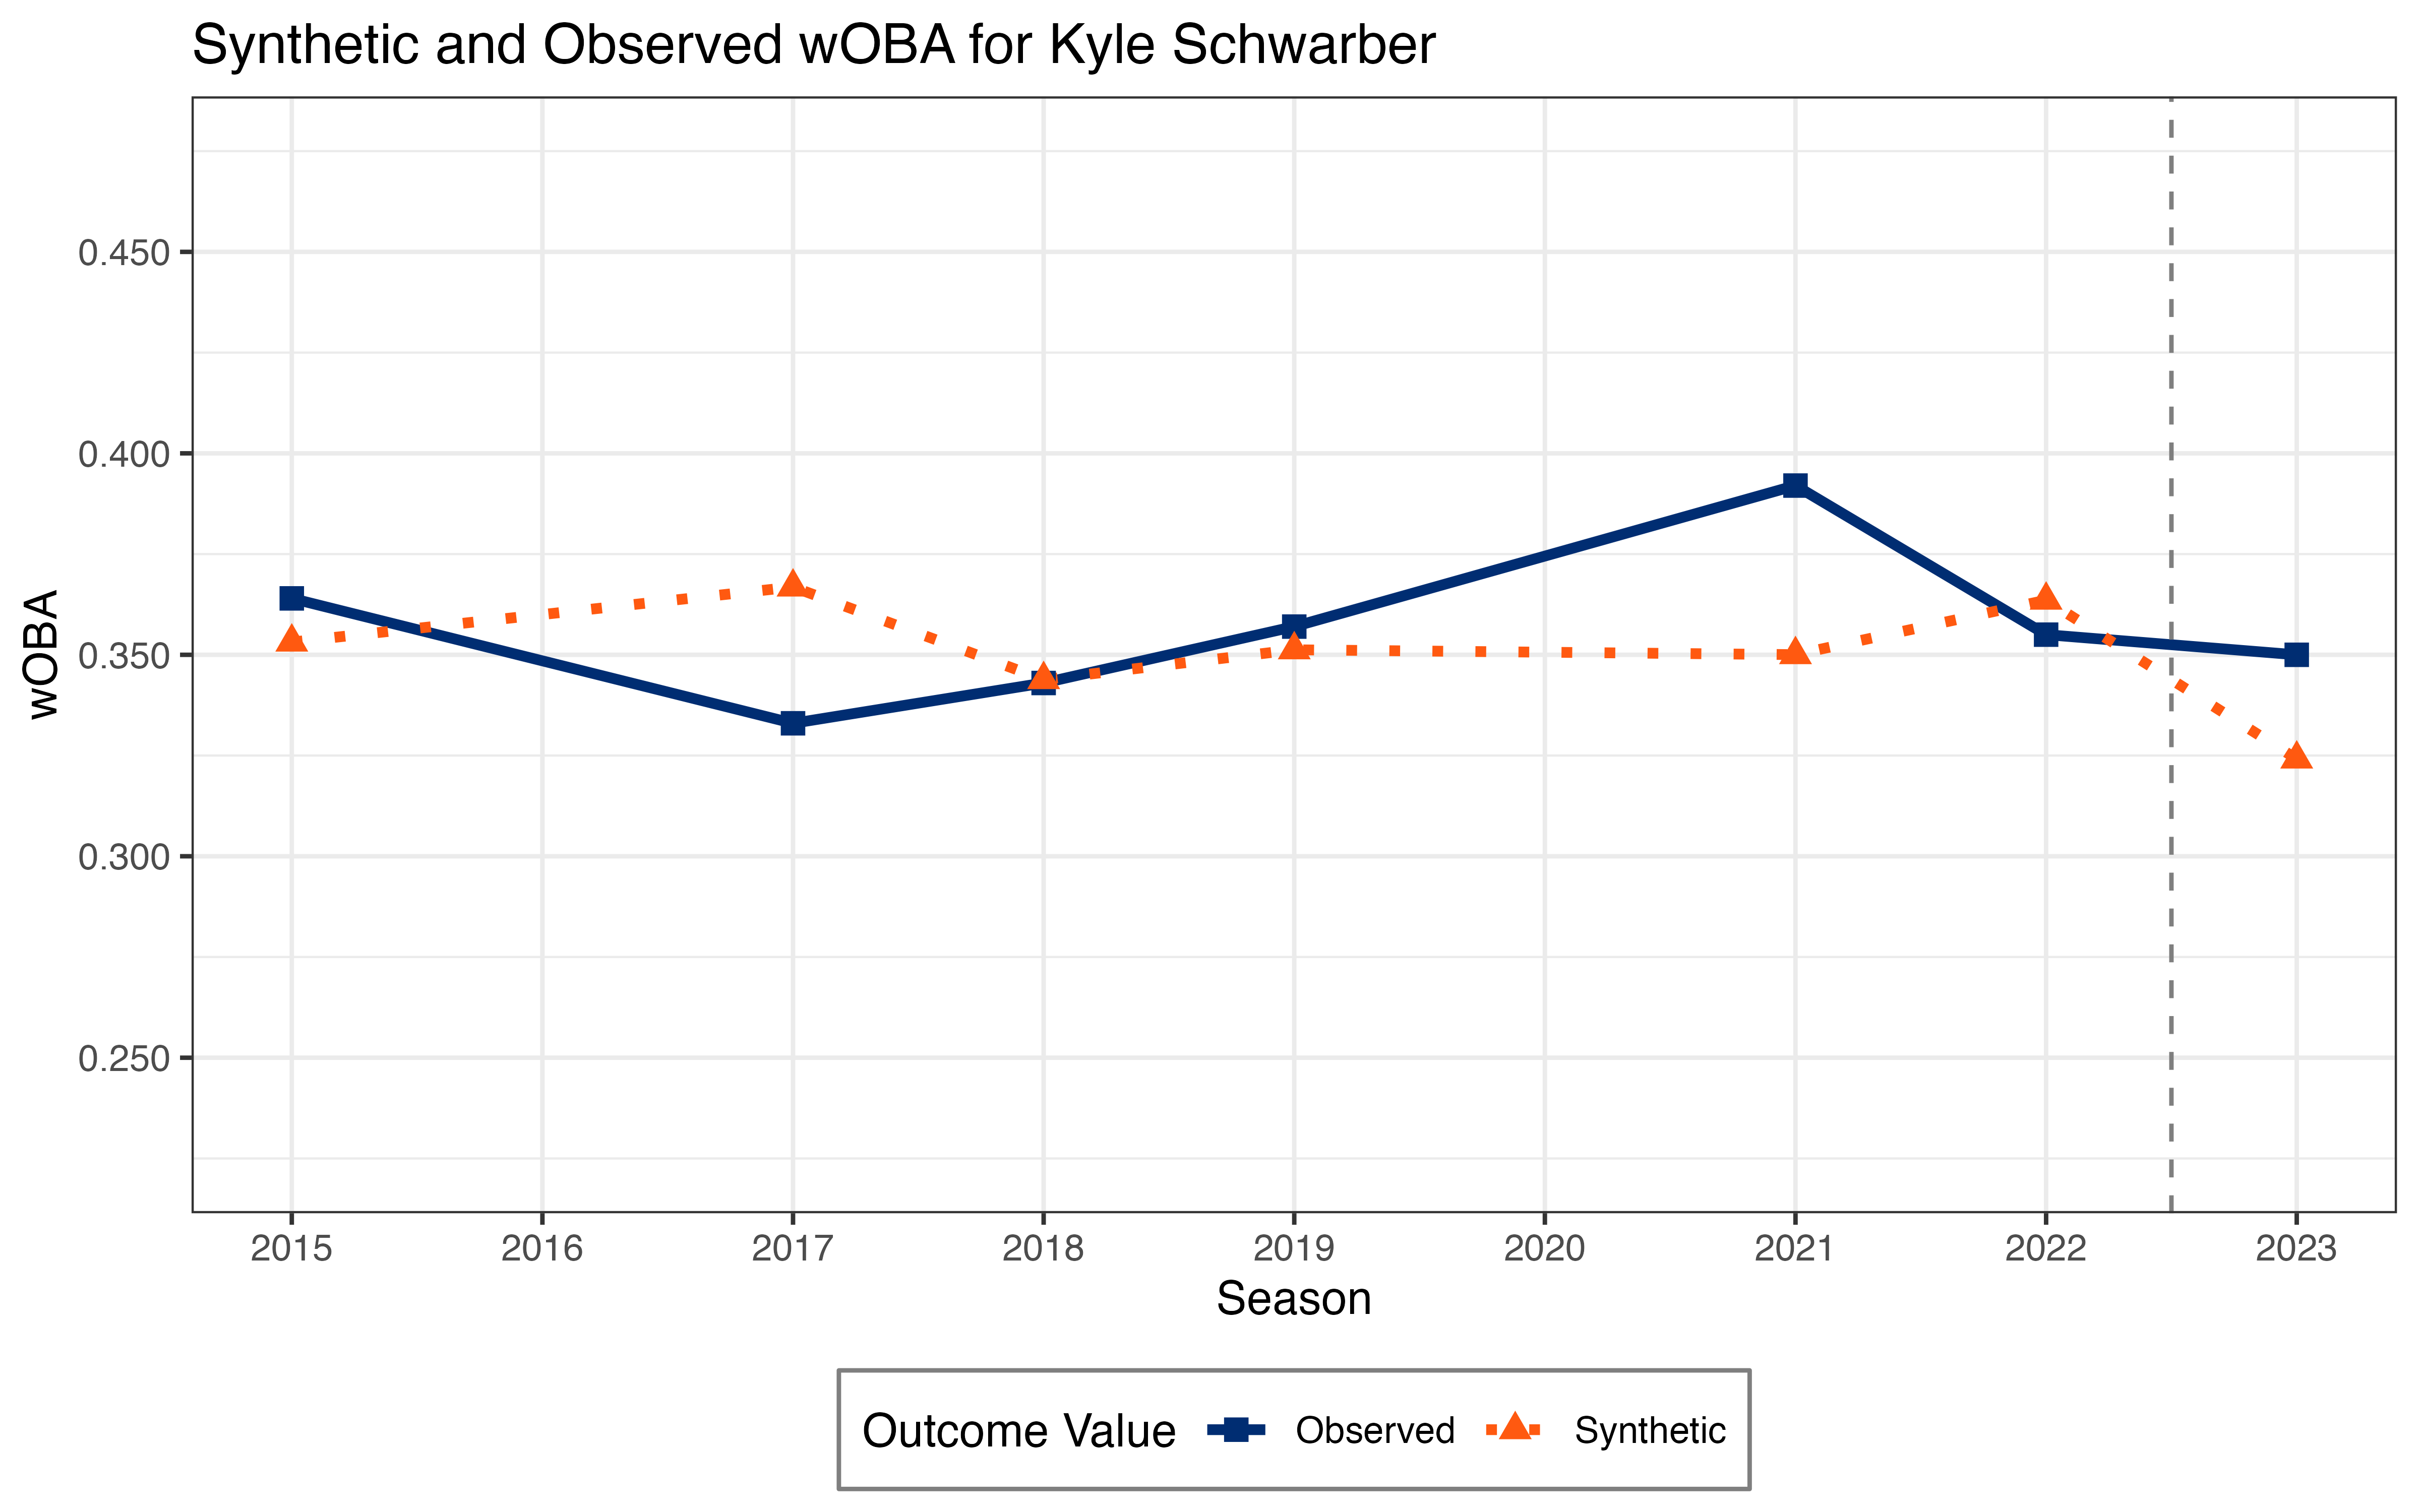 Synthetic and Observed wOBA for Kyle Schwarber
wOBA
0.450
0.400
0.350
0.300
0.250
2015 2016 2017 2018 2019 2020 2021 2022 2023
Season
Outcome Value Observed Synthetic